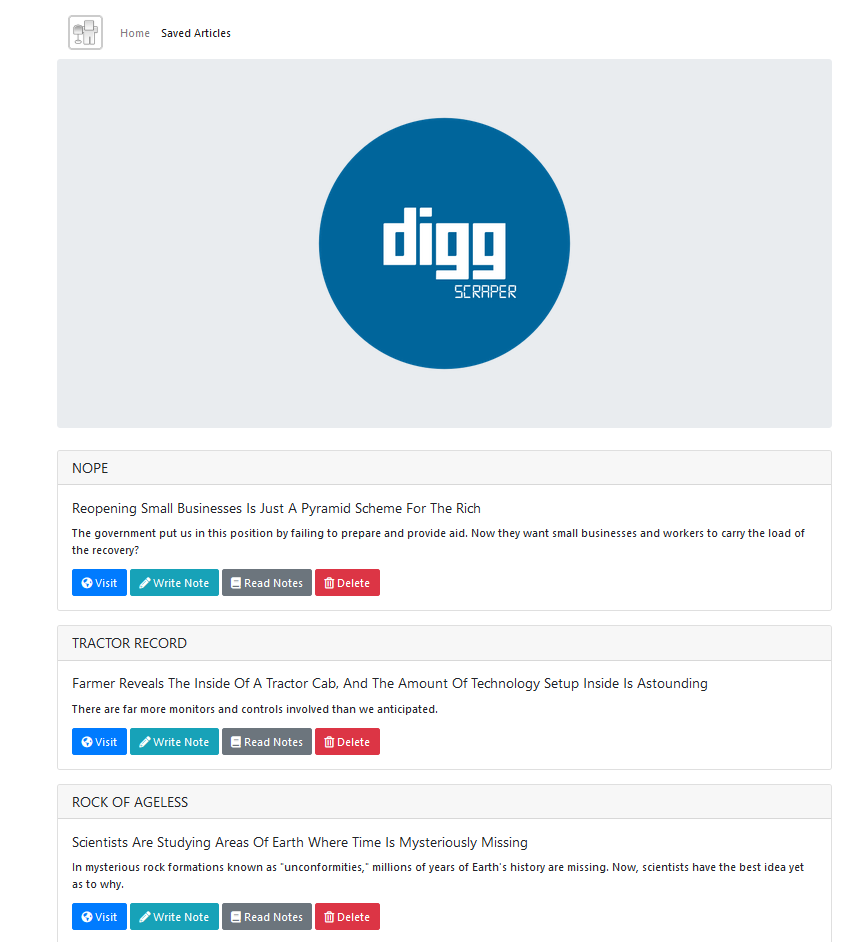 Home Saved Articles
digg
SCRAPER
NOPE
Reopening Small Businesses Is Just A Pyramid Scheme For The Rich
The government put us in this position by failing to prepare and provide aid. Now they want small businesses and workers to carry the load of
the recovery?
Visit Write Note Read Notes Delete
TRACTOR RECORD
Farmer Reveals The Inside Of A Tractor Cab, And The Amount Of Technology Setup Inside Is Astounding
There are far more monitors and controls involved than we anticipated.
Visit Write Note Read Notes Delete
ROCK OF AGELESS
Scientists Are Studying Areas Of Earth Where Time Is Mysteriously Missing
In mysterious rock formations known as "unconformities," millions of years of Earth's history are missing. Now, scientists have the best idea yet
as to why.
Visit Write Note Read Notes Delete